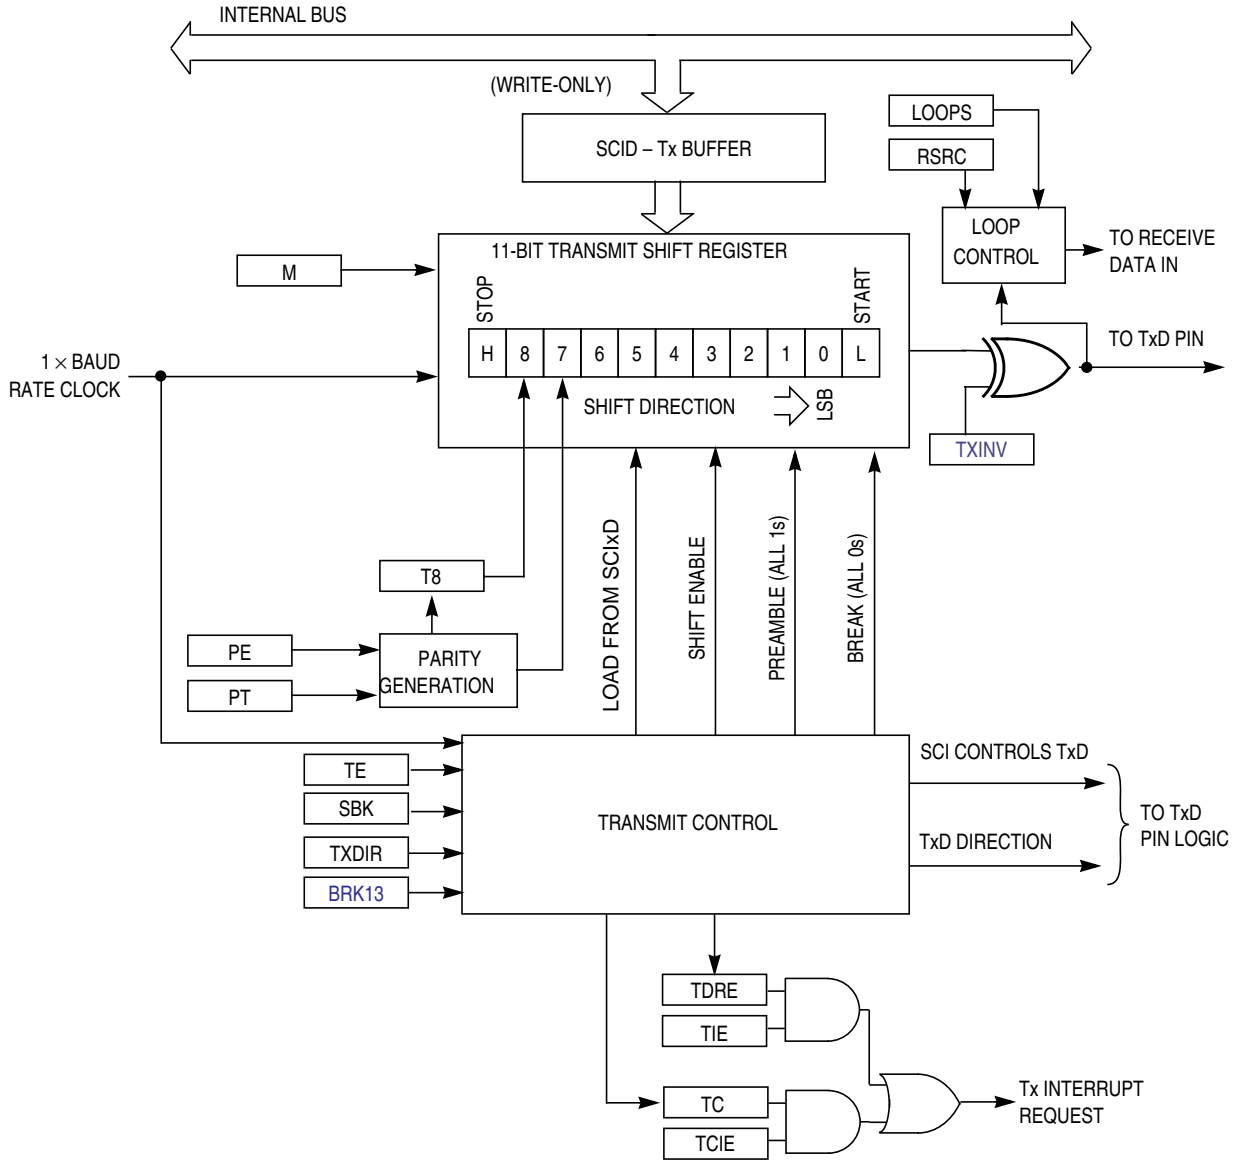 INTERNAL BUS
(WRITE-ONLY)
SCID – Tx BUFFER
LOOPS
RSRC
LOOP
CONTROL
TO RECEIVE
DATA IN
11-BIT TRANSMIT SHIFT REGISTER
M
STOP
START
H 8 7 6 5 4 3 2 1 0 L
1 × BAUD
RATE CLOCK
SHIFT DIRECTION
LSB
TO TxD PIN
TXINV
LOAD FROM SCIxD
SHIFT ENABLE
PREAMBLE (ALL 1s)
BREAK (ALL 0s)
T8
PE
PT
PARITY
GENERATION
TE
SBK
TXDIR
BRK13
TRANSMIT CONTROL
SCI CONTROLS TxD
TxD DIRECTION
TO TxD
PIN LOGIC
TDRE
TIE
TC
TCIE
Tx INTERRUPT
REQUEST